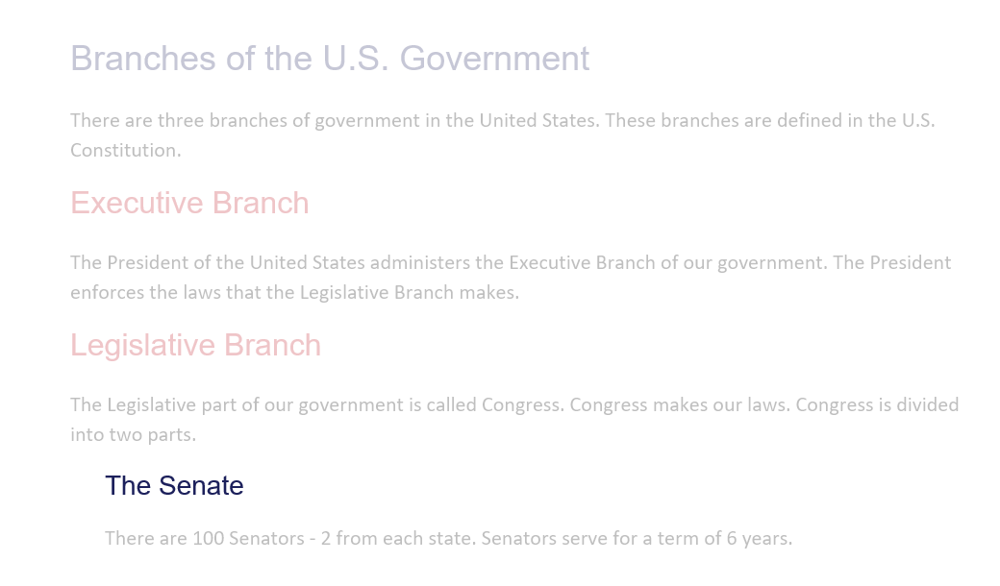 Branches of the U.S. Government
There are three branches of government in the United States. These branches are defined in the U.S.
Constitution.
Executive Branch
The President of the United States administers the Executive Branch of our government. The President
enforces the laws that the Legislative Branch makes.
Legislative Branch
The Legislative part of our government is called Congress. Congress makes our laws. Congress is divided
into two parts.
The Senate
There are 100 Senators - 2 from each state. Senators serve for a term of 6 years.